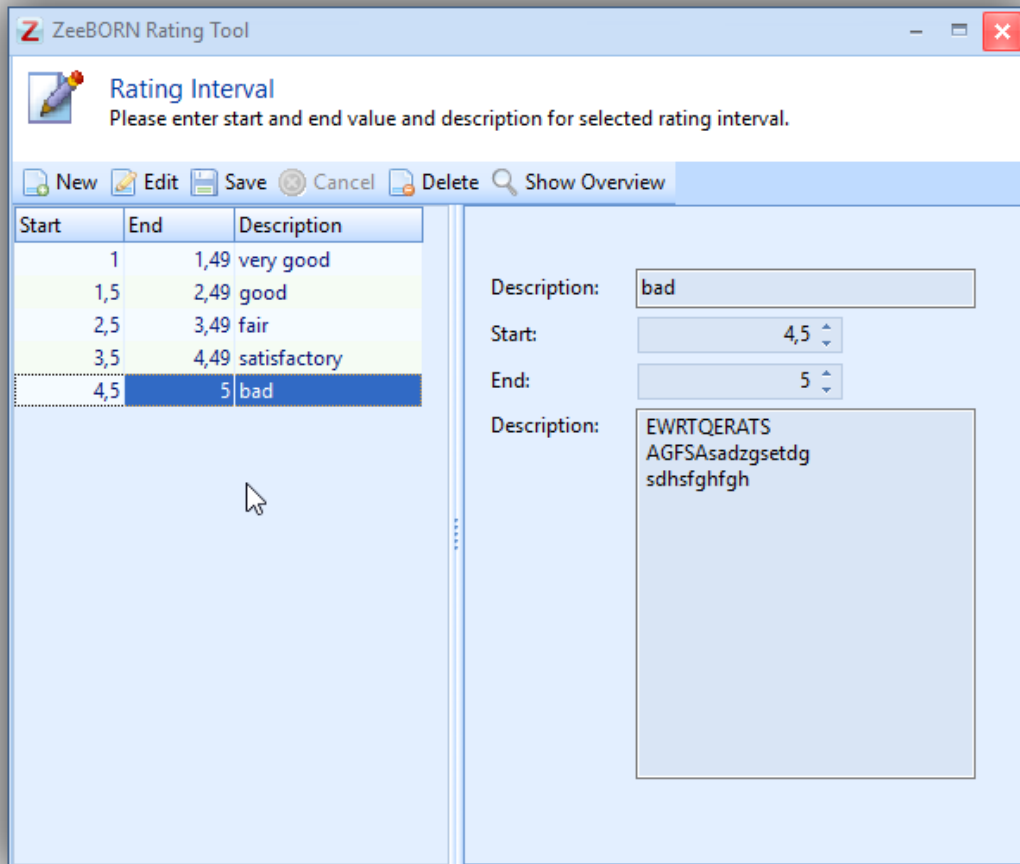 ZeeBORN Rating Tool
Rating Interval
Please enter start and end value and description for selected rating interval.
New Edit Save Cancel Delete Show Overview
Start End Description
1 1,49 very good
1,5 2,49 good
2,5 3,49 fair
3,5 4,49 satisfactory
4,5 5 bad
Description: bad
Start: 4,5
End: 5
Description: EWRTQERATS
AGFSAsadzgsetdg
sdhsfghfgh